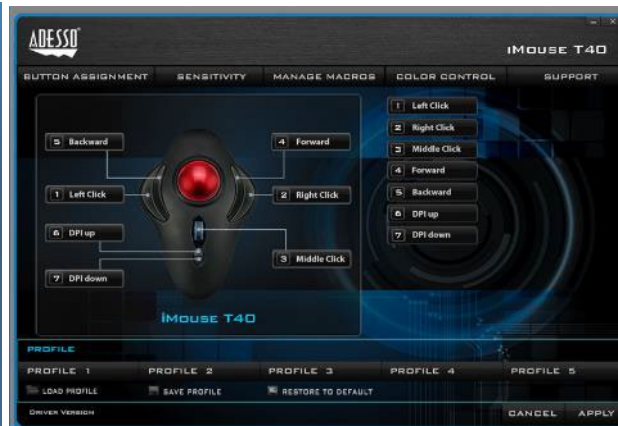 ADESSO
iMOUSE T40
BUTTON ASSIGNMENT SENSITIVITY MANAGE MACROS COLOR CONTROL SUPPORT
5 Backward
4 Forward
1 Left Click
2 Right Click
6 DPI up
3 Middle Click
7 DPI down
iMOUSE T40
1 Left Click
2 Right Click
3 Middle Click
4 Forward
5 Backward
6 DPI up
7 DPI down
PROFILE
PROFILE 1 PROFILE 2 PROFILE 3 PROFILE 4 PROFILE 5
LOAD PROFILE SAVE PROFILE RESTORE TO DEFAULT
DRIVER VERSION
CANCEL APPLY